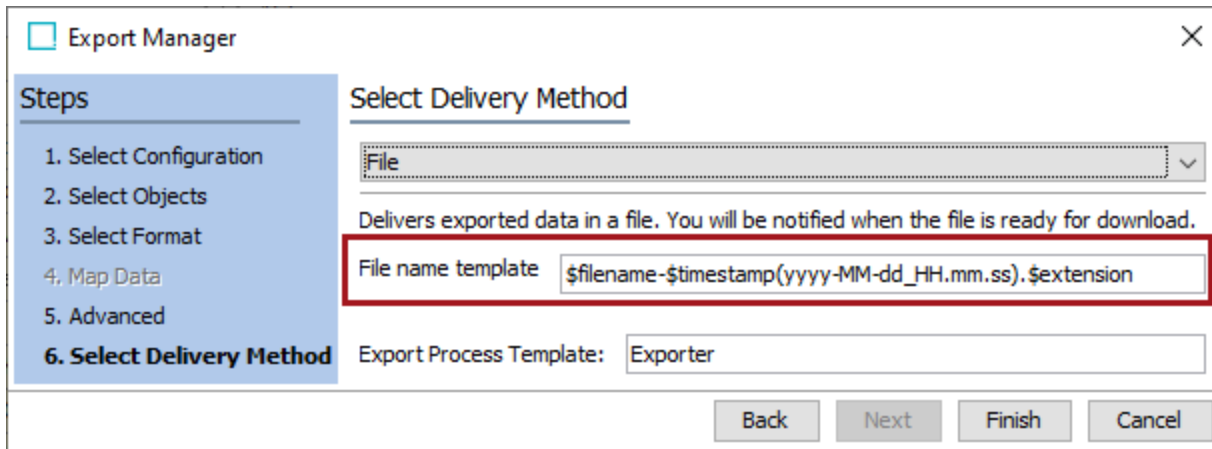 Export Manager
Steps
1. Select Configuration
2. Select Objects
3. Select Format
4. Map Data
5. Advanced
6. Select Delivery Method
Select Delivery Method
File
Delivers exported data in a file. You will be notified when the file is ready for download.
File name template $filename-$timestamp(yyyy-MM-dd_HH.mm.ss).$extension
Export Process Template: Exporter
Back Next Finish Cancel